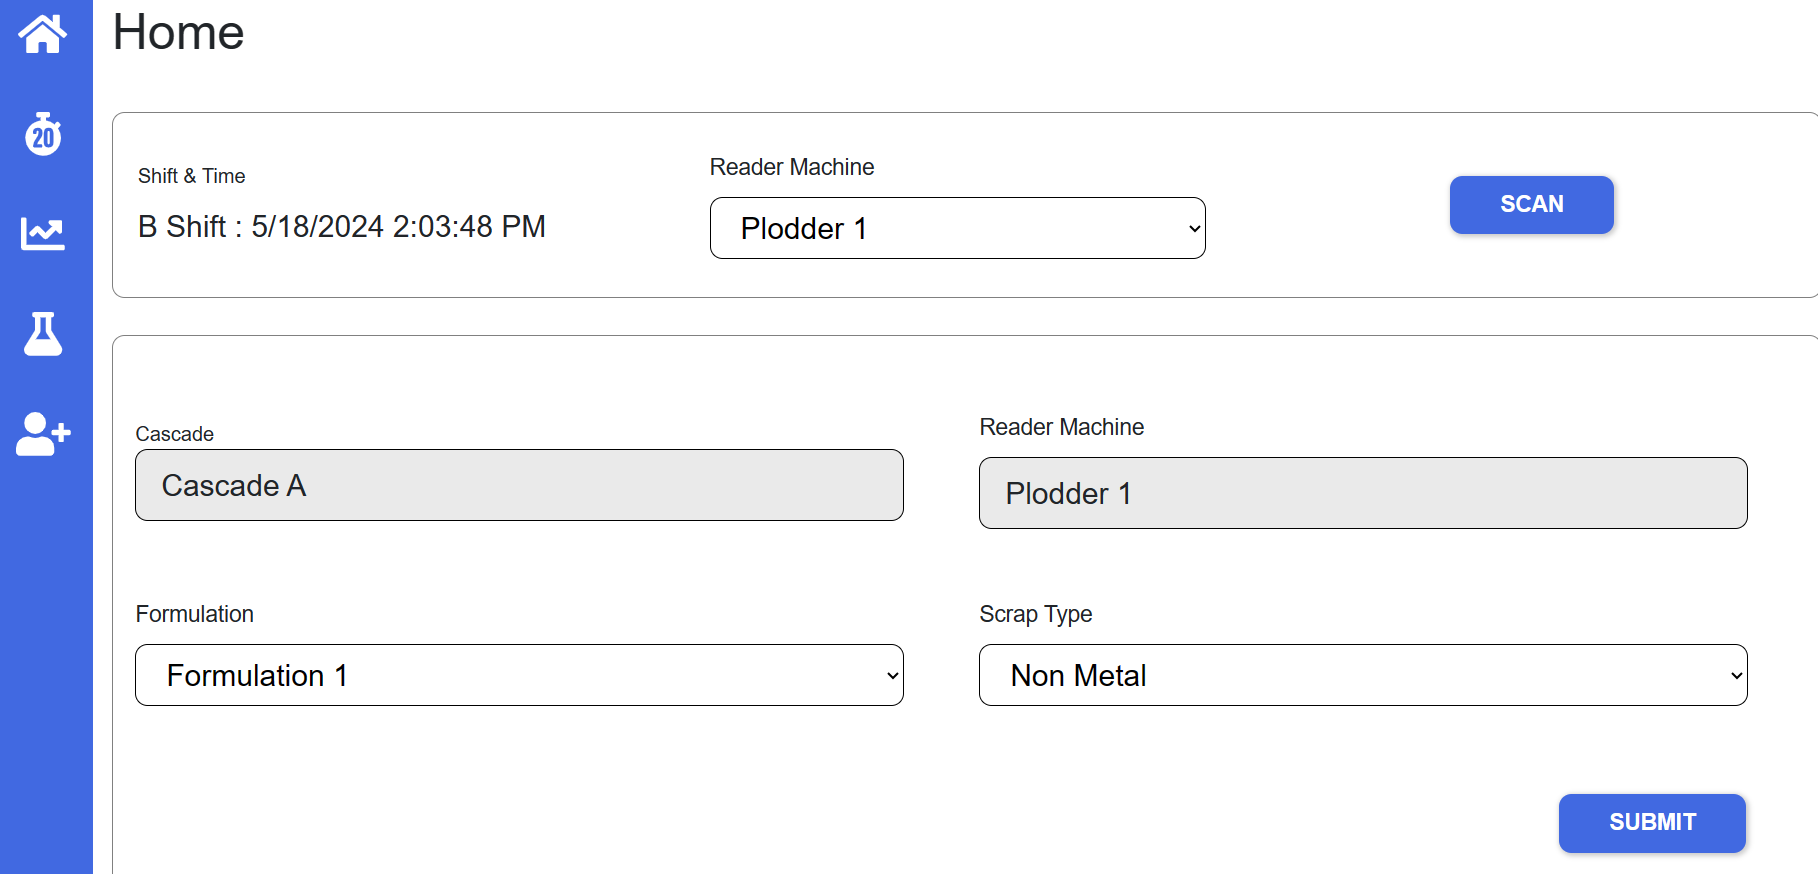 Home
20
Shift & Time
B Shift : 5/18/2024 2:03:48 PM
Reader Machine
Plodder 1
SCAN
Cascade
Cascade A
Reader Machine
Plodder 1
Formulation
Formulation 1
Scrap Type
Non Metal
SUBMIT